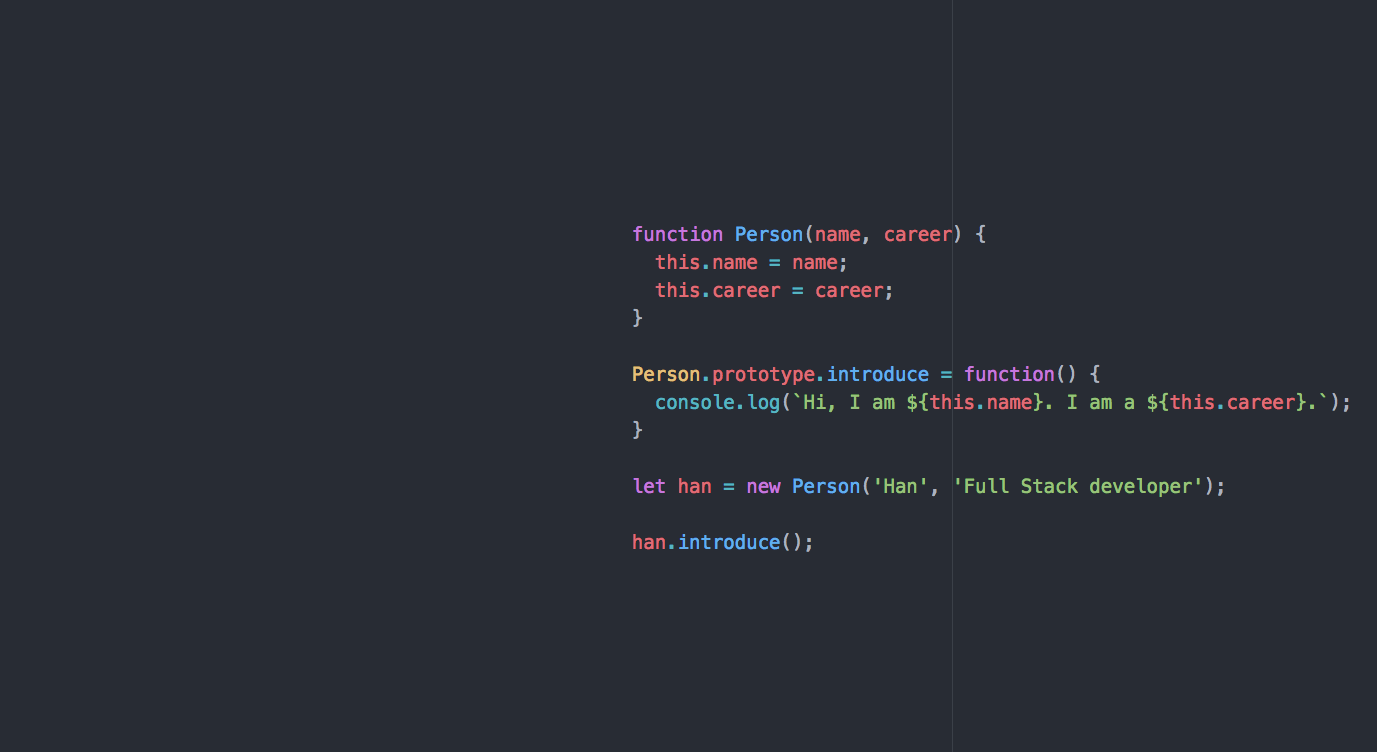 function Person(name, career) {
  this.name = name;
  this.career = career;
}

Person.prototype.introduce = function() {
  console.log(`Hi, I am ${this.name}. I am a ${this.career}.`);
}

let han = new Person('Han', 'Full Stack developer');

han.introduce();